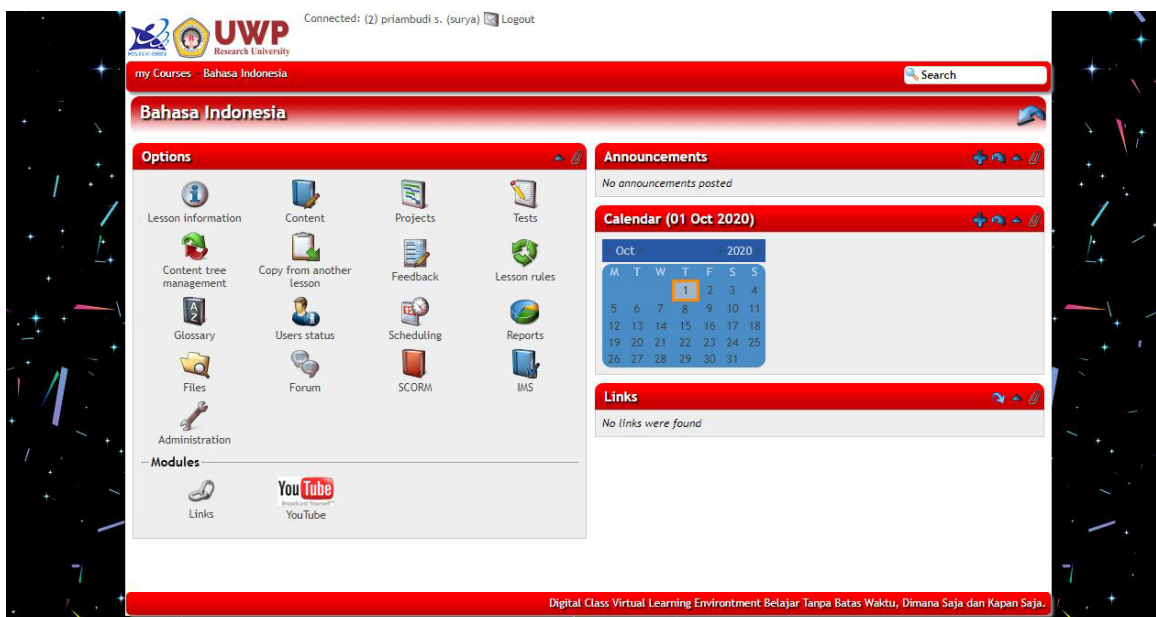 Connected: (2) priambudi s. (surya) Logout
UWP
Research University
my Courses Bahasa Indonesia
Search
Bahasa Indonesia
Options
Lesson information Content Projects Tests
Content tree management Copy from another lesson Feedback Lesson rules
Glossary Users status Scheduling Reports
Files Forum SCORM IMS
Administration
Modules
Links YouTube
You Tube
Announcements
No announcements posted
Calendar (01 Oct 2020)
Oct 2020
M T W T F S S
1 2 3 4
5 6 7 8 9 10 11
12 13 14 15 16 17 18
19 20 21 22 23 24 25
26 27 28 29 30 31
Links
No links were found
Digital Class Virtual Learning Environtment Belajar Tanpa Batas Waktu, Dimana Saja dan Kapan Saja.